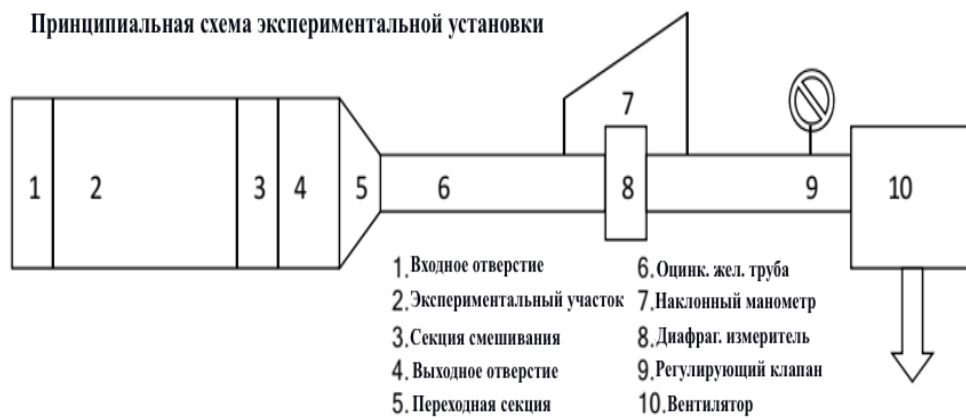 Принципиальная схема экспериментальной установки
7
1
2
3
4
5
6
8
9
10
1. Входное отверстие
2. Экспериментальный участок
3. Секция смешивания
4. Выходное отверстие
5. Переходная секция
6. Оцинк. жел. труба
7. Наклонный манометр
8. Диафраг. измеритель
9. Регулирующий клапан
10. Вентилятор